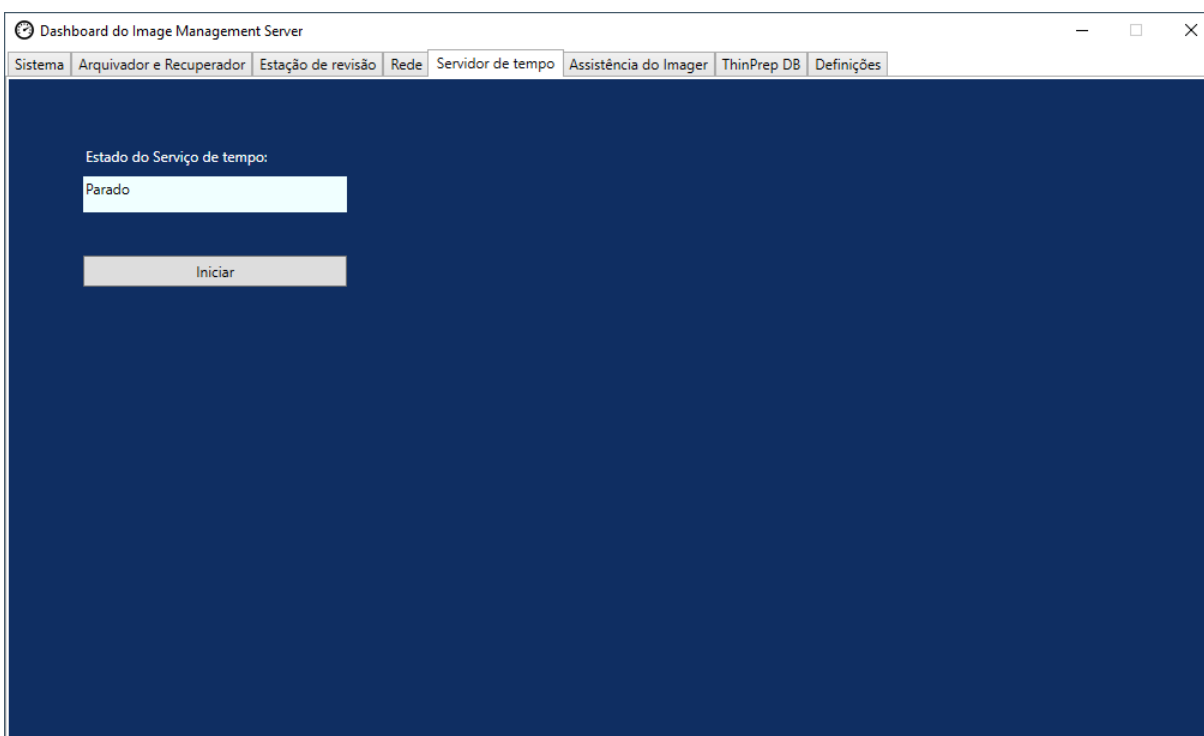 Dashboard do Image Management Server
Sistema Arquivador e Recuperador Estação de revisão Rede Servidor de tempo Assistência do Imager ThinPrep DB Definições
Estado do Serviço de tempo:
Parado
Iniciar